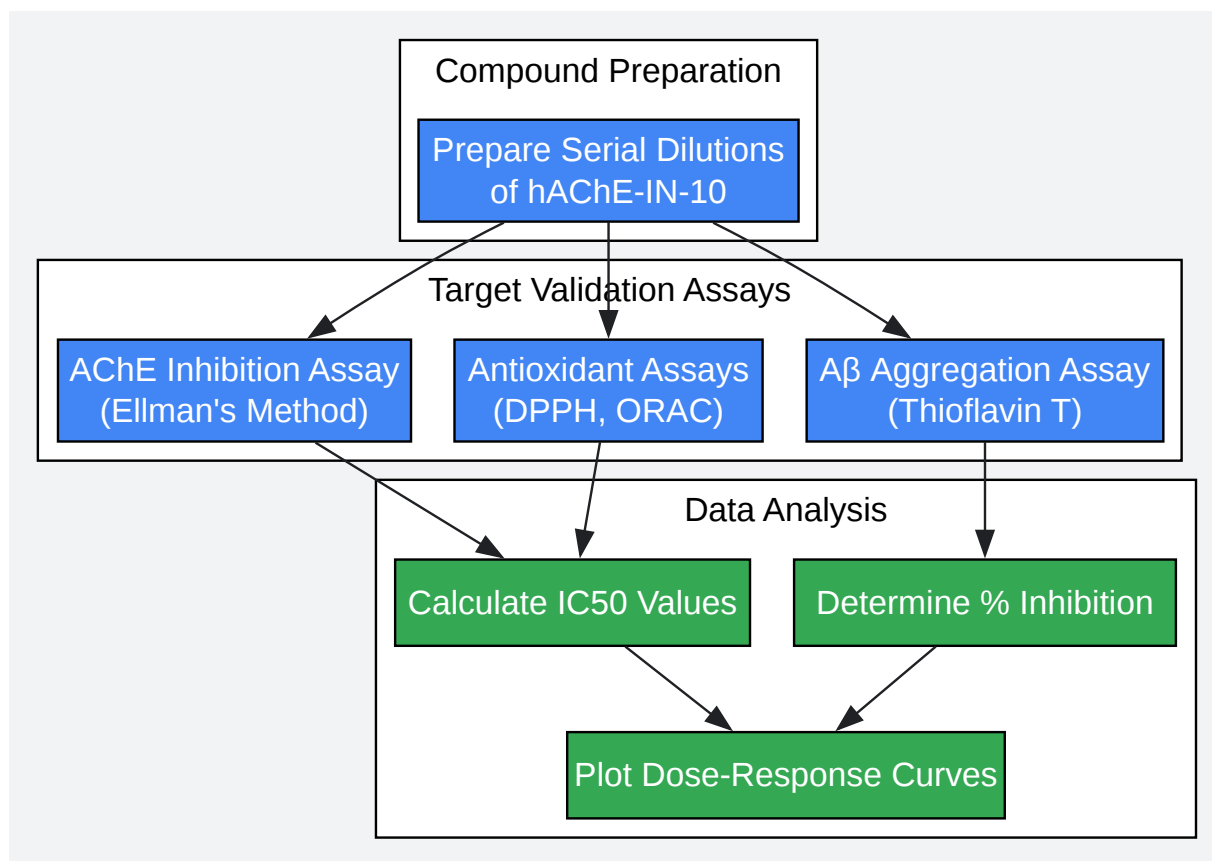 Compound Preparation
Prepare Serial Dilutions
of hAChE-IN-10
Target Validation Assays
AChE Inhibition Assay
(Ellman's Method)
Antioxidant Assays
(DPPH, ORAC)
Aβ Aggregation Assay
(Thioflavin T)
Data Analysis
Calculate IC50 Values
Determine % Inhibition
Plot Dose-Response Curves